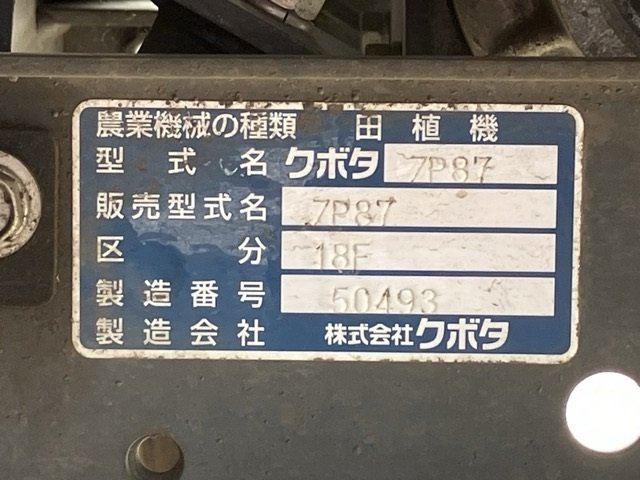 農業機械の種類 田植機
型式名 クボタ 7P87
販売型式名 7P87
区分 18F
製造番号 50493
製造会社 株式会社クボタ